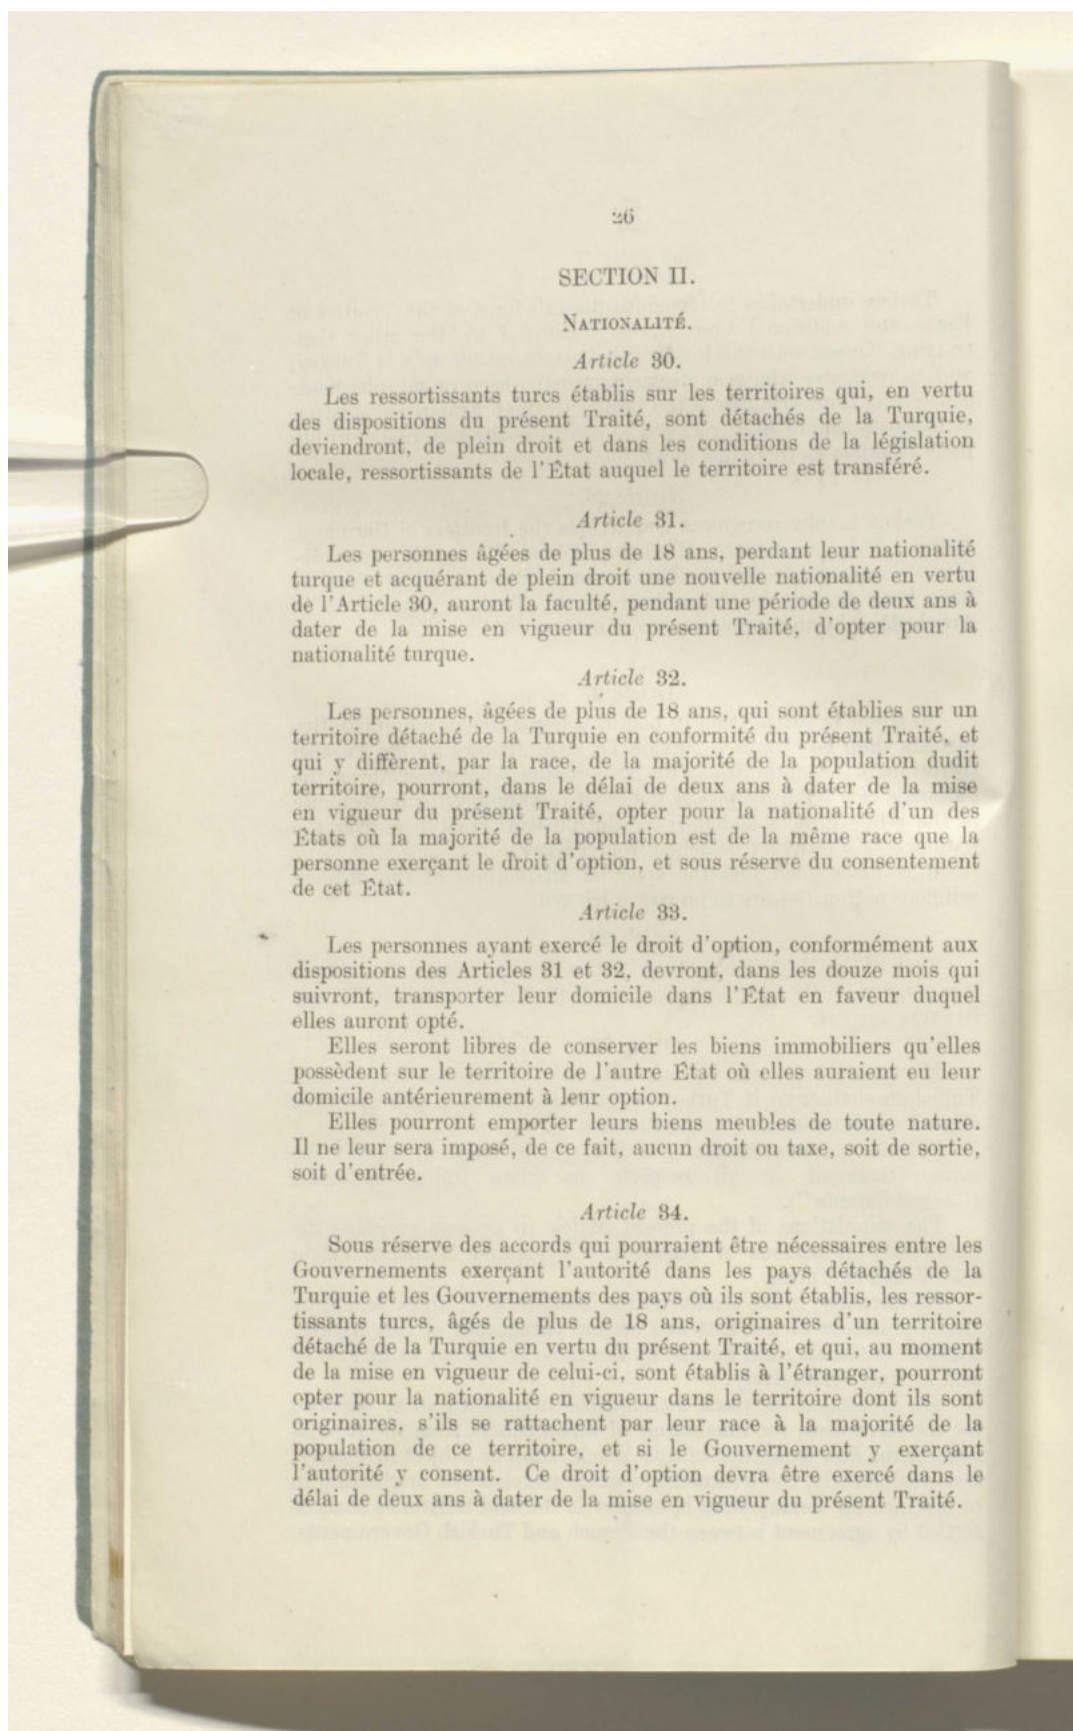 26
SECTION II.
NATIONALITÉ.
Article 30.
Les ressortissants turcs établis sur les territoires qui, en vertu
des dispositions du présent Traité, sont détachés de la Turquie,
deviendront, de plein droit et dans les conditions de la législation
locale, ressortissants de l'État auquel le territoire est transféré.
Article 31.
Les personnes âgées de plus de 18 ans, perdant leur nationalité
turque et acquérant de plein droit une nouvelle nationalité en vertu
de l'Article 30, auront la faculté, pendant une période de deux ans à
dater de la mise en vigueur du présent Traité, d'opter pour la
nationalité turque.
Article 32.
Les personnes, âgées de plus de 18 ans, qui sont établies sur un
territoire détaché de la Turquie en conformité du présent Traité, et
qui y diffèrent, par la race, de la majorité de la population dudit
territoire, pourront, dans le délai de deux ans à dater de la mise
en vigueur du présent Traité, opter pour la nationalité d'un des
États où la majorité de la population est de la même race que la
personne exerçant le droit d'option, et sous réserve du consentement
de cet État.
Article 33.
Les personnes ayant exercé le droit d'option, conformément aux
dispositions des Articles 31 et 32, devront, dans les douze mois qui
suivront, transporter leur domicile dans l'État en faveur duquel
elles auront opté.
Elles seront libres de conserver les biens immobiliers qu'elles
possèdent sur le territoire de l'autre État où elles auraient eu leur
domicile antérieurement à leur option.
Elles pourront emporter leurs biens meubles de toute nature.
Il ne leur sera imposé, de ce fait, aucun droit ou taxe, soit de sortie,
soit d'entrée.
Article 34.
Sous réserve des accords qui pourraient être nécessaires entre les
Gouvernements exerçant l'autorité dans les pays détachés de la
Turquie et les Gouvernements des pays où ils sont établis, les ressor-
tissants turcs, âgés de plus de 18 ans, originaires d'un territoire
détaché de la Turquie en vertu du présent Traité, et qui, au moment
de la mise en vigueur de celui-ci, sont établis à l'étranger, pourront
opter pour la nationalité en vigueur dans le territoire dont ils sont
originaires, s'ils se rattachent par leur race à la majorité de la
population de ce territoire, et si le Gouvernement y exerçant
l'autorité y consent. Ce droit d'option devra être exercé dans le
délai de deux ans à dater de la mise en vigueur du présent Traité.